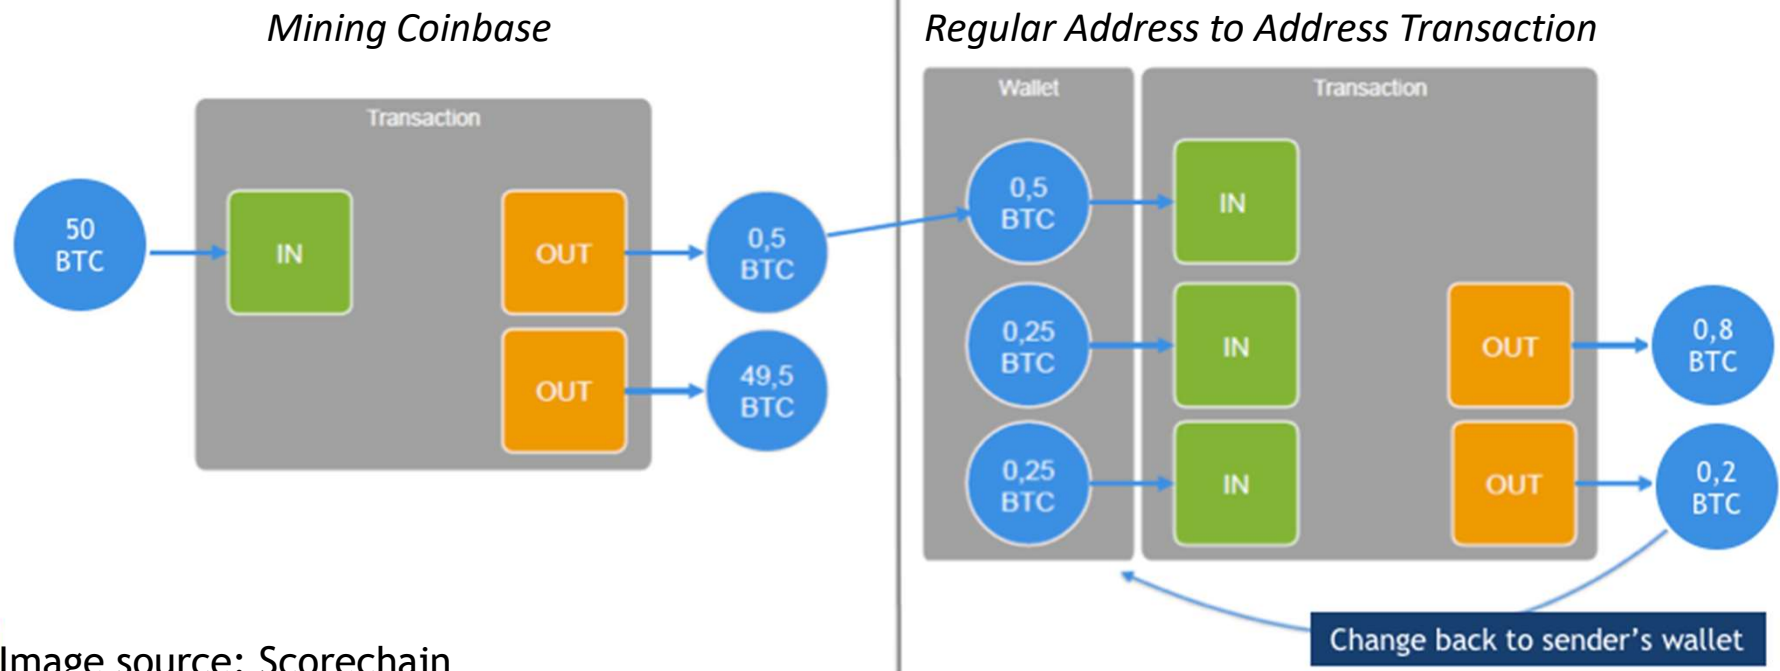 Mining Coinbase
Transaction
50
BTC
IN
OUT
0,5
BTC
OUT
49,5
BTC
Image source: Scorechain
Regular Address to Address Transaction
Wallet
Transaction
0,5
BTC
IN
0,25
BTC
IN
OUT
0,8
BTC
0,25
BTC
IN
OUT
0,2
BTC
Change back to sender’s wallet